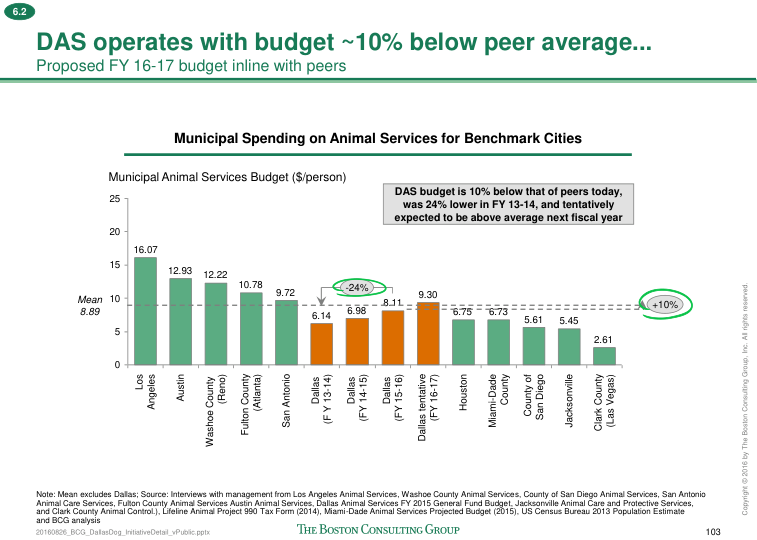 6.2
DAS operates with budget ~10% below peer average...
Proposed FY 16-17 budget inline with peers
Municipal Spending on Animal Services for Benchmark Cities
Municipal Animal Services Budget ($/person)
DAS budget is 10% below that of peers today,
was 24% lower in FY 13-14, and tentatively
expected to be above average next fiscal year
25
20
15
10
5
0
Mean
8.89
16.07
12.93
12.22
10.78
9.72
6.14
6.98
8.11
9.30
6.75
6.73
5.61
5.45
2.61
-24%
+10%
Los
Angeles
Austin
Washoe County
(Reno)
Fulton County
(Atlanta)
San Antonio
Dallas
(F Y 13-14)
Dallas
(FY 14-15)
Dallas
(FY 15-16)
Dallas tentative
(FY 16-17)
Houston
Miami-Dade
County
County of
San Diego
Jacksonville
Clark County
(Las Vegas)
Note: Mean excludes Dallas; Source: Interviews with management from Los Angeles Animal Services, Washoe County Animal Services, County of San Diego Animal Services, San Antonio
Animal Care Services, Fulton County Animal Services Austin Animal Services, Dallas Animal Services FY 2015 General Fund Budget, Jacksonville Animal Care and Protective Services,
and Clark County Animal Control.), Lifeline Animal Project 990 Tax Form (2014), Miami-Dade Animal Services Projected Budget (2015), US Census Bureau 2013 Population Estimate
and BCG analysis
20160826_BCG_DallasDog_InitiativeDetail_vPublic.pptx
THE BOSTON CONSULTING GROUP
103
Copyright © 2016 by The Boston Consulting Group, Inc. All rights reserved.